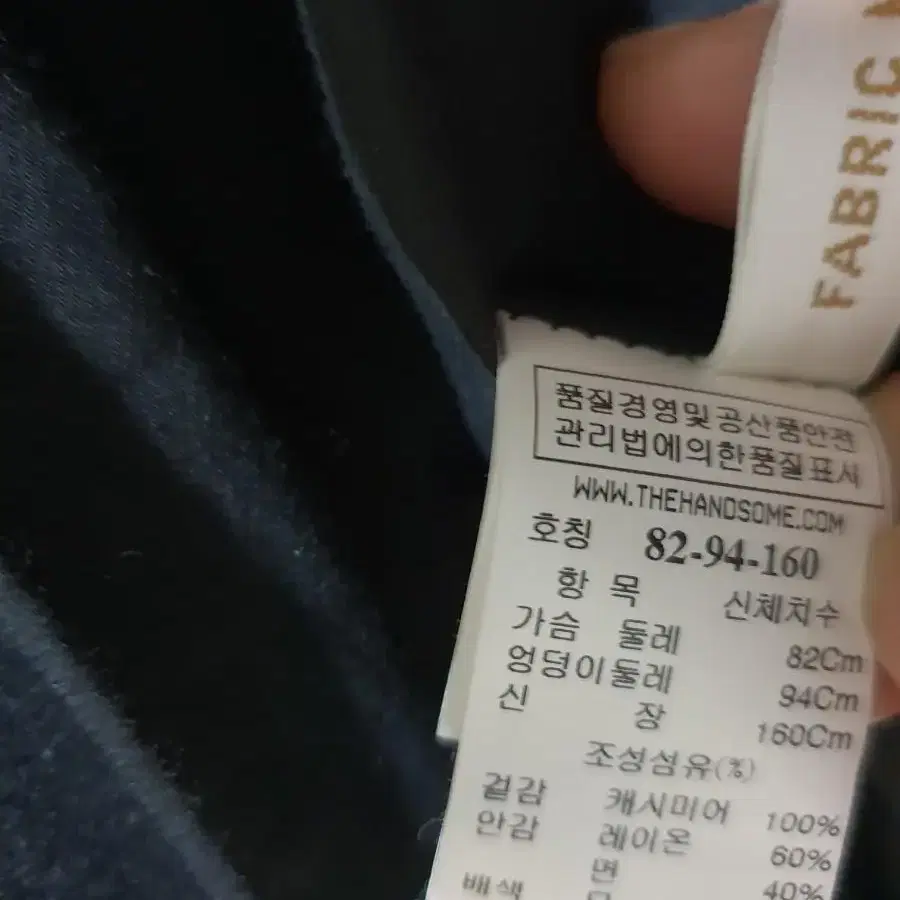 FABRIC
품질경영및공산품안전
관리법에의한품질표시
WWW.THEHANDSOME.COM
호칭 82-94-160
항 목 신체치수
가슴 둘레 82Cm
엉덩이둘레 94Cm
신 장 160Cm
조성섬유(%)
겉감 캐시미어 100%
안감 레이온 60%
면 40%
배색